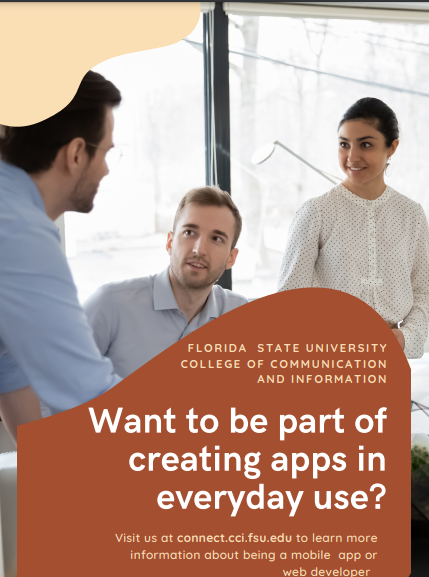 FLORIDA STATE UNIVERSITY
COLLEGE OF COMMUNICATION
AND INFORMATION
Want to be part of
creating apps in
everyday use?
Visit us at connect.cci.fsu.edu to learn more
information about being a mobile app or
web developer